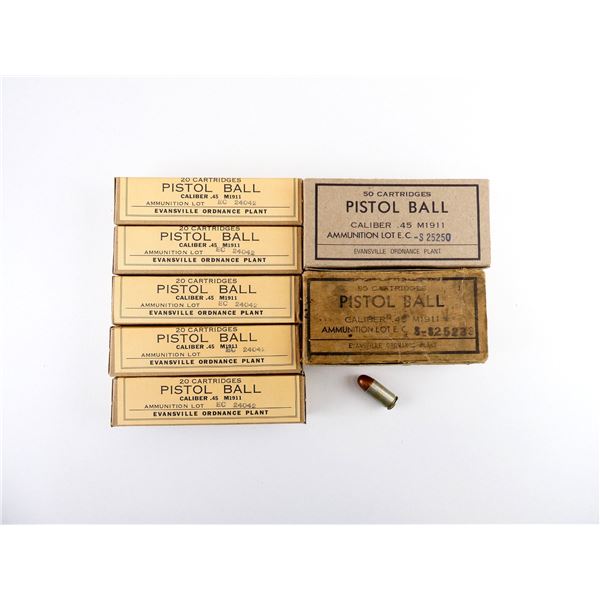 20 CARTRIDGES
PISTOL BALL
CALIBER .45 M1911
AMMUNITION LOT EC 24042
EVANSVILLE ORDNANCE PLANT
20 CARTRIDGES
PISTOL BALL
CALIBER .45 M1911
AMMUNITION LOT EC 24042
EVANSVILLE ORDNANCE PLANT
20 CARTRIDGES
PISTOL BALL
CALIBER .45 M1911
AMMUNITION LOT EC 24042
EVANSVILLE ORDNANCE PLANT
20 CARTRIDGES
PISTOL BALL
CALIBER .45 M1911
AMMUNITION LOT EC 24042
EVANSVILLE ORDNANCE PLANT
20 CARTRIDGES
PISTOL BALL
CALIBER .45 M1911
AMMUNITION LOT EC 24042
EVANSVILLE ORDNANCE PLANT
50 CARTRIDGES
PISTOL BALL
CALIBER .45 M1911
AMMUNITION LOT E.C. -S 25250
EVANSVILLE ORDNANCE PLANT
50 CARTRIDGES
PISTOL BALL
CALIBER .45 M1911
AMMUNITION LOT E.C.
EVANSVILLE ORDNANCE PLANT